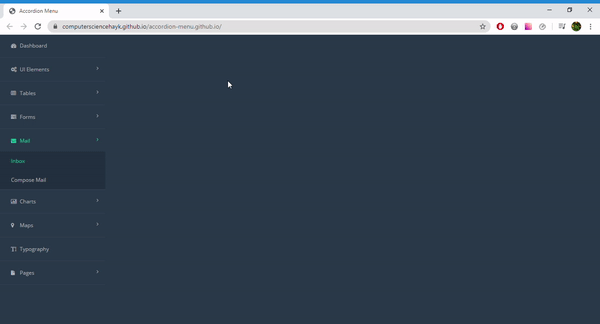 Accordion Menu
computersciencehayk.github.io/accordion-menu.github.io/
Dashboard
UI Elements
Tables
Forms
Mail
Inbox
Compose Mail
Charts
Maps
Typography
Pages